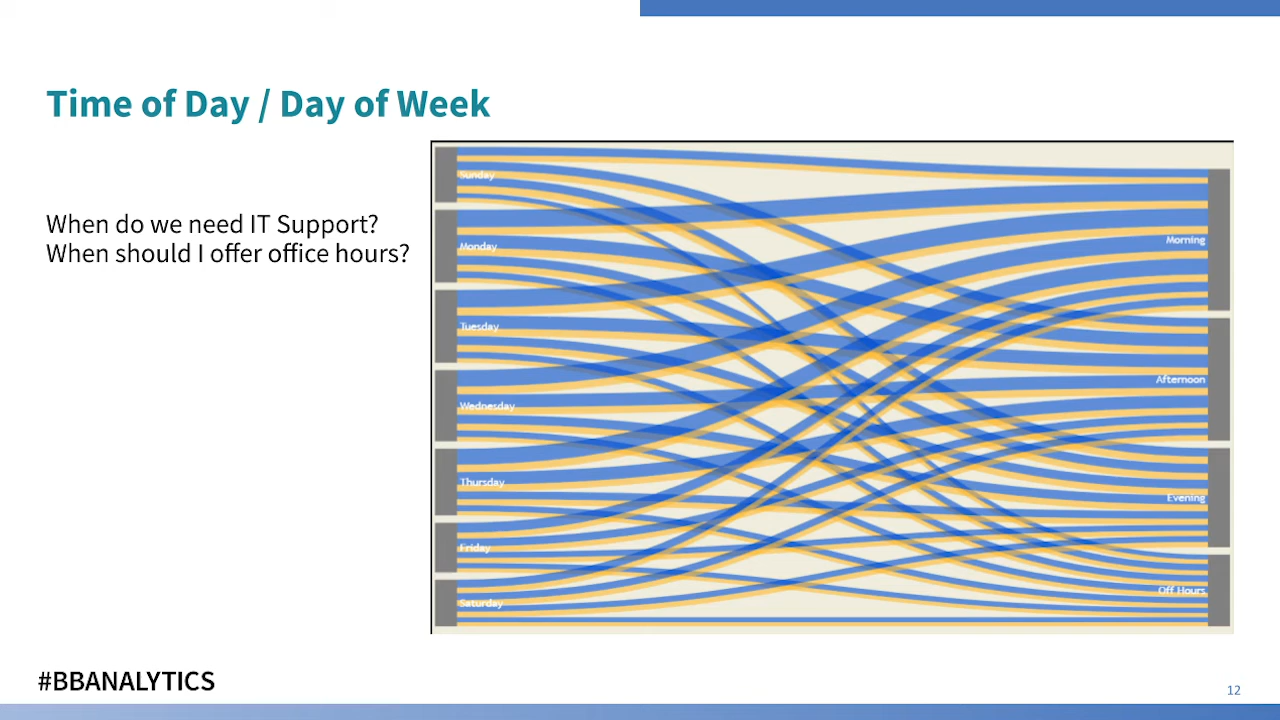 Time of Day / Day of Week
When do we need IT Support?
When should I offer office hours?
Sunday
Monday
Tuesday
Wednesday
Thursday
Friday
Saturday
Morning
Afternoon
Evening
Off Hours
#BBANALYTICS
12